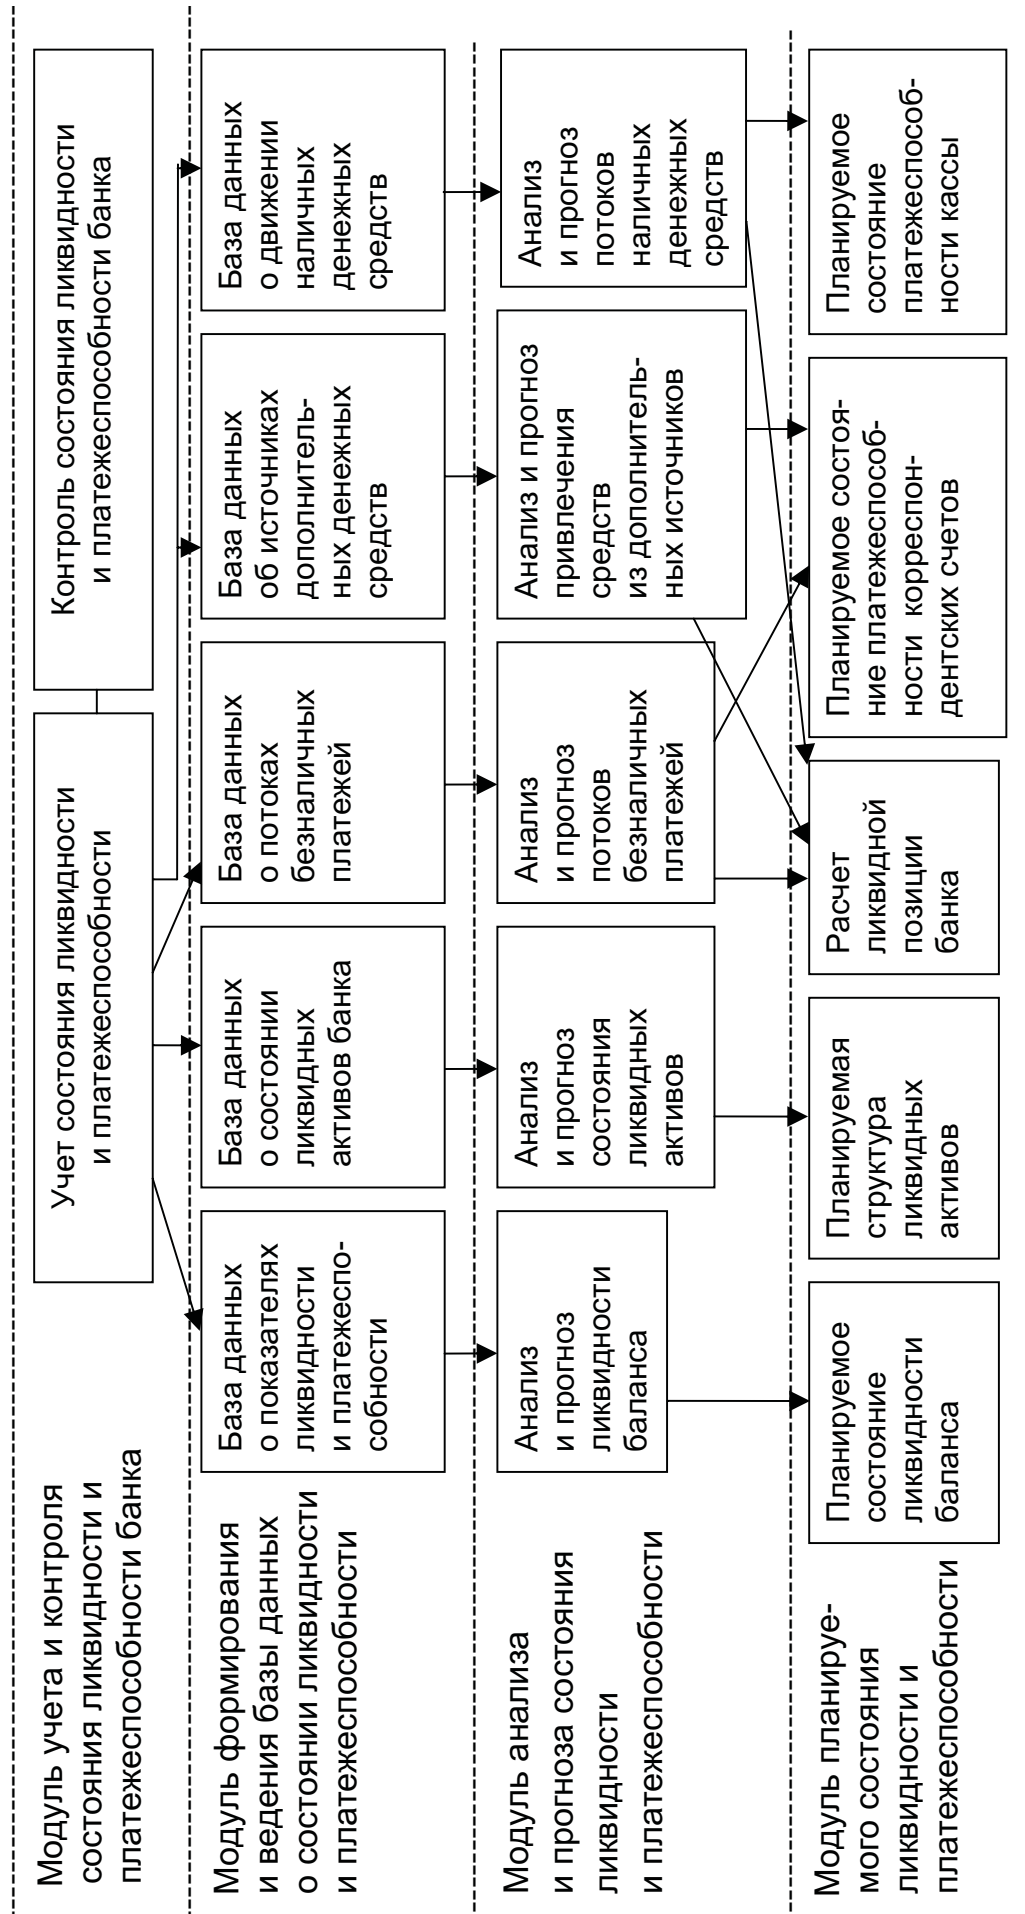 Модуль учета и контроля
состояния ликвидности и
платежеспособности банка
Учет состояния ликвидности
и платежеспособности
Контроль состояния ликвидности
и платежеспособности банка
Модуль формирования
и ведения базы данных
о состоянии ликвидности
и платежеспособности
База данных
о показателях
ликвидности
и платежеспо-
собности
База данных
о состоянии
ликвидных
активов банка
База данных
о потоках
безналичных
платежей
База данных
об источниках
дополнитель-
ных денежных
средств
База данных
о движении
наличных
денежных
средств
Модуль анализа
и прогноза состояния
ликвидности
и платежеспособности
Анализ
и прогноз
ликвидности
баланса
Анализ
и прогноз
состояния
ликвидных
активов
Анализ
и прогноз
потоков
безналичных
платежей
Анализ и прогноз
привлечения
средств
из дополнитель-
ных источников
Анализ
и прогноз
потоков
наличных
денежных
средств
Модуль планируе-
мого состояния
ликвидности и
платежеспособности
Планируемое
состояние
ликвидности
баланса
Планируемая
структура
ликвидных
активов
Расчет
ликвидной
позиции
банка
Планируемое состоя-
ние платежеспособ-
ности корреспон-
дентских счетов
Планируемое
состояние
платежеспособ-
ности кассы